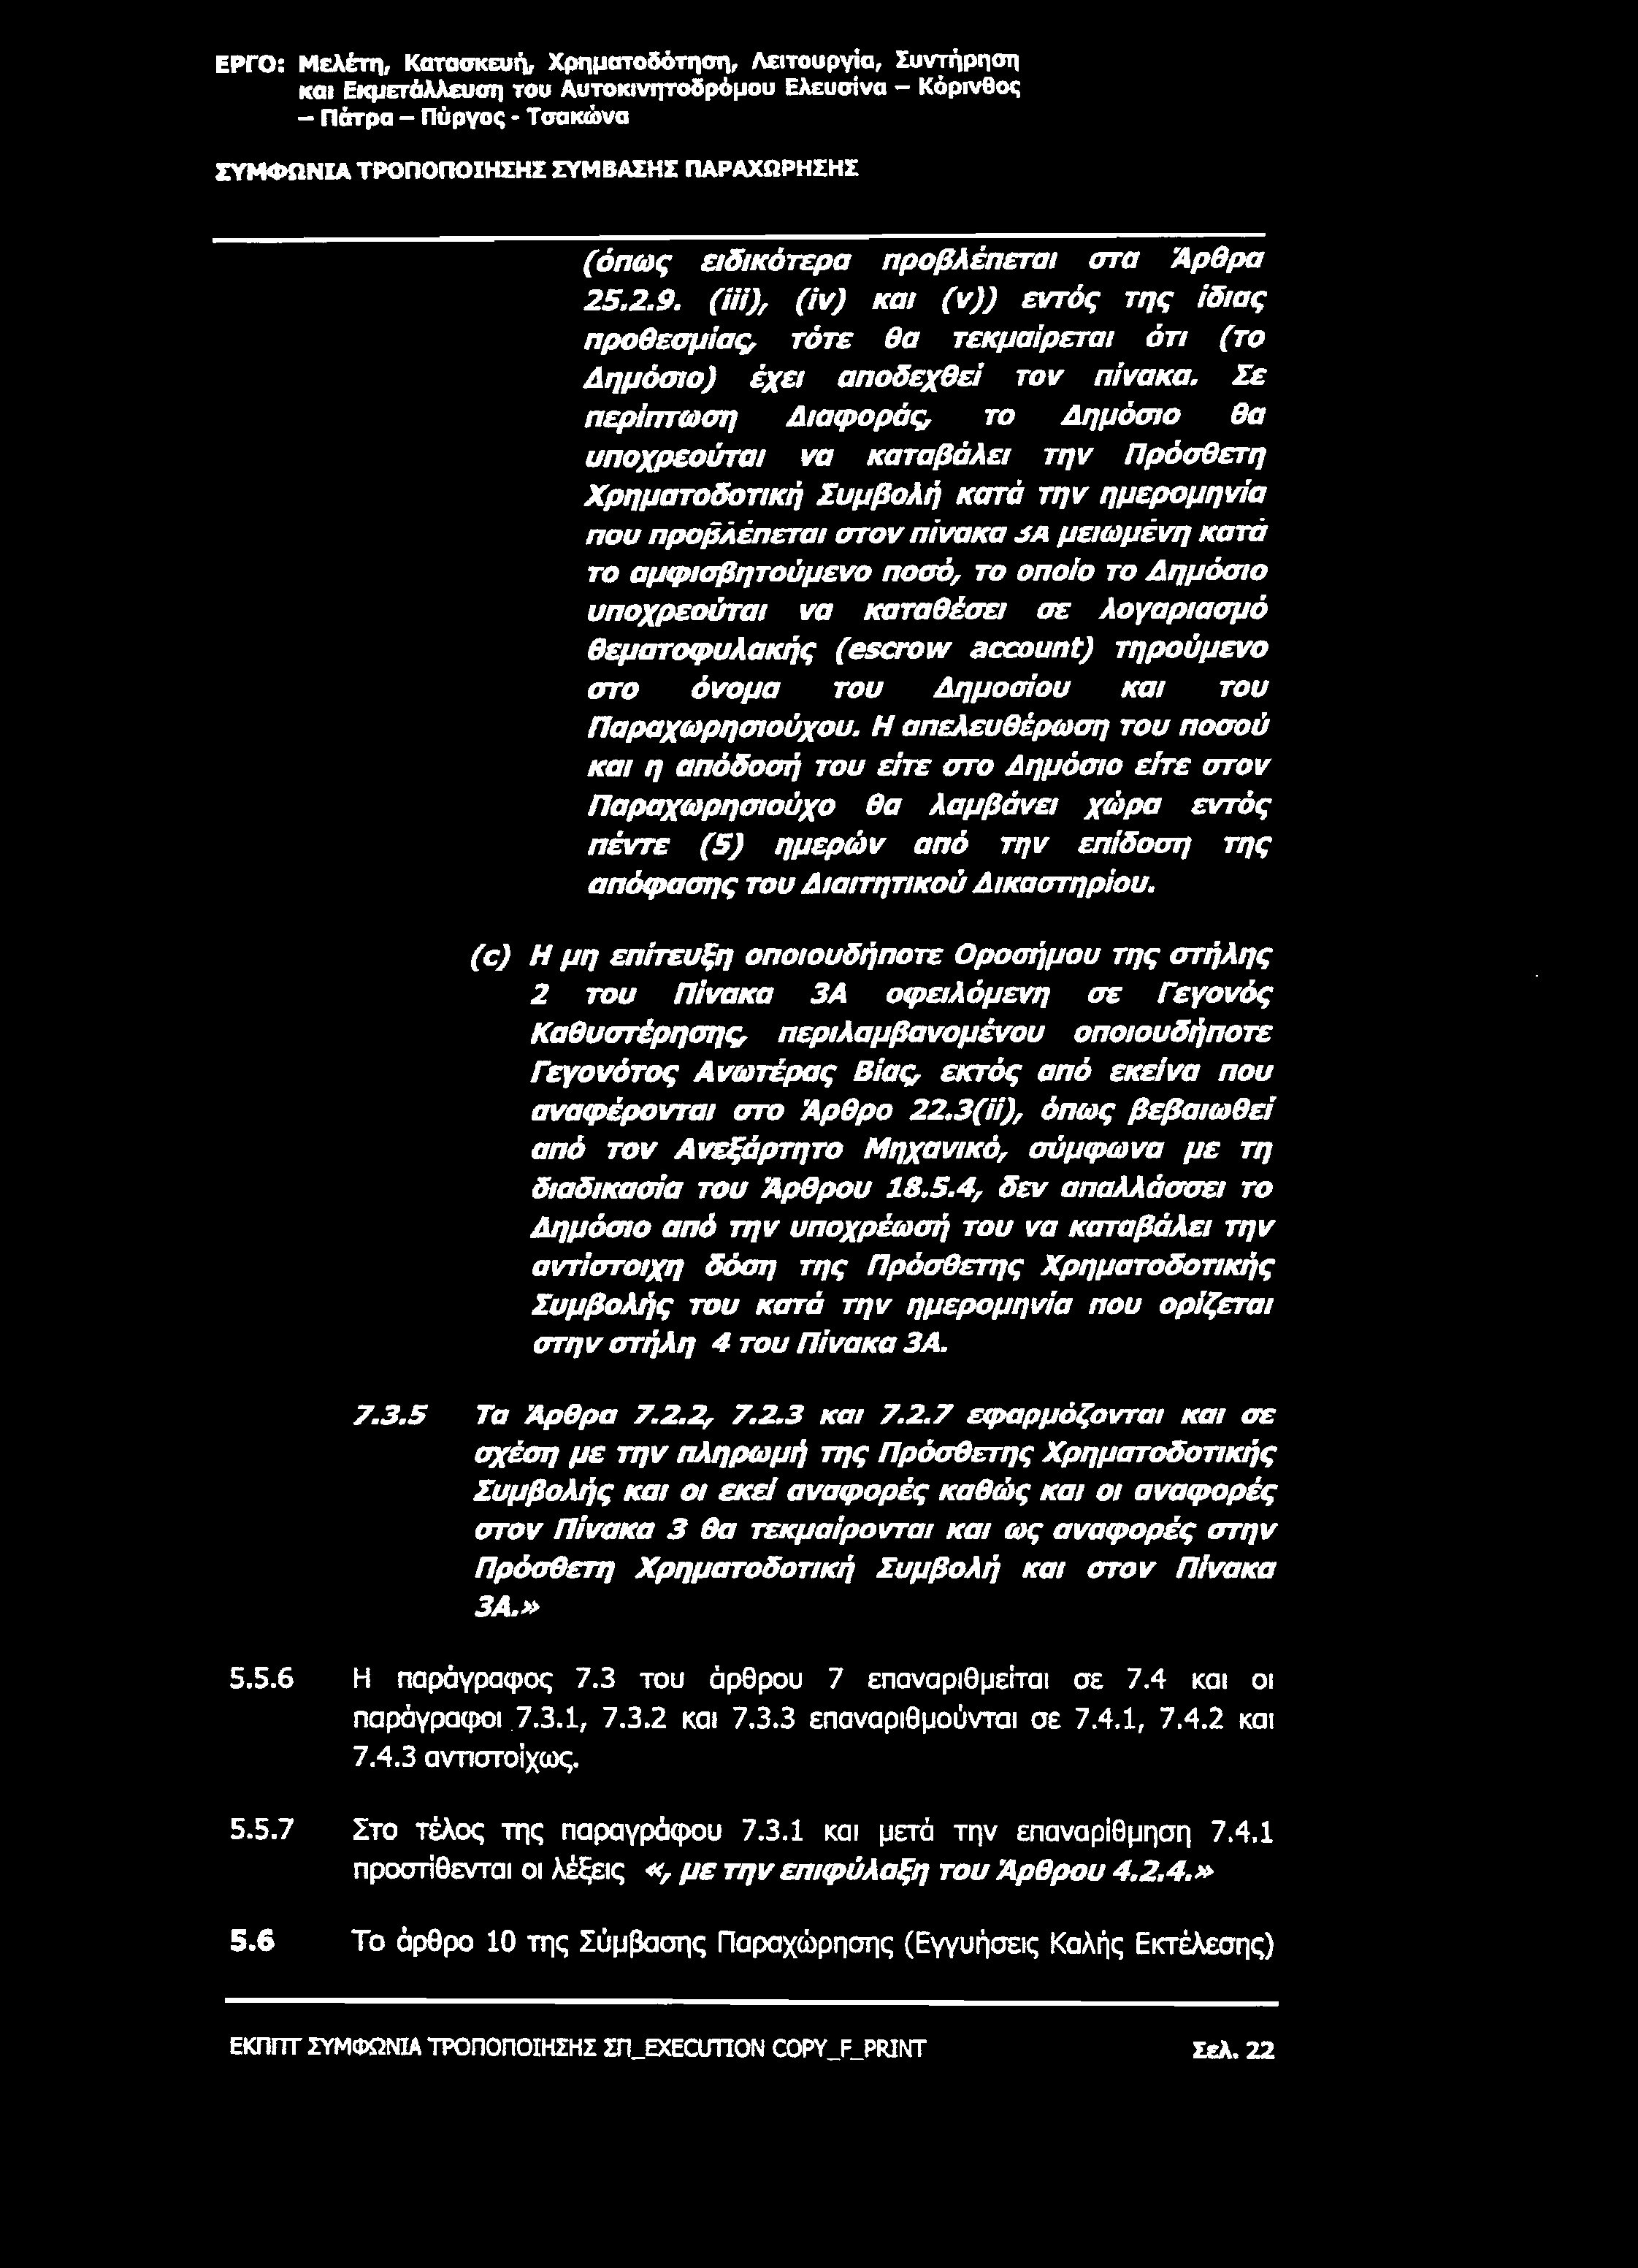 ΕΡΓΟ: Μελέτη, Κατασκευή, Χρηματοδότηση, Λειτουργία, Συντήρηση
και Εκμετάλλευση του Αυτοκινητοδρόμου Ελευσίνα – Κόρινθος
– Πάτρα – Πύργος - Τσακώνα
ΣΥΜΦΩΝΙΑ ΤΡΟΠΟΠΟΙΗΣΗΣ ΣΥΜΒΑΣΗΣ ΠΑΡΑΧΩΡΗΣΗΣ
(όπως ειδικότερα προβλέπεται στα Άρθρα
25.2.9. (iii), (iv) και (v)) εντός της ίδιας
προθεσμίας, τότε θα τεκμαίρεται ότι (το
Δημόσιο) έχει αποδεχθεί τον πίνακα. Σε
περίπτωση Διαφοράς, το Δημόσιο θα
υποχρεούται να καταβάλει την Πρόσθετη
Χρηματοδοτική Συμβολή κατά την ημερομηνία
που προβλέπεται στον πίνακα 3Α μειωμένη κατά
το αμφισβητούμενο ποσό, το οποίο το Δημόσιο
υποχρεούται να καταθέσει σε λογαριασμό
θεματοφυλακής (escrow account) τηρούμενο
στο όνομα του Δημοσίου και του
Παραχωρησιούχου. Η απελευθέρωση του ποσού
και η απόδοσή του είτε στο Δημόσιο είτε στον
Παραχωρησιούχο θα λαμβάνει χώρα εντός
πέντε (5) ημερών από την επίδοση της
απόφασης του Διαιτητικού Δικαστηρίου.
(c) Η μη επίτευξη οποιουδήποτε Οροσήμου της στήλης
2 του Πίνακα 3Α οφειλόμενη σε Γεγονός
Καθυστέρησης, περιλαμβανομένου οποιουδήποτε
Γεγονότος Ανωτέρας Βίας, εκτός από εκείνα που
αναφέρονται στο Άρθρο 22.3(ii), όπως βεβαιωθεί
από τον Ανεξάρτητο Μηχανικό, σύμφωνα με τη
διαδικασία του Άρθρου 18.5.4, δεν απαλλάσσει το
Δημόσιο από την υποχρέωσή του να καταβάλει την
αντίστοιχη δόση της Πρόσθετης Χρηματοδοτικής
Συμβολής του κατά την ημερομηνία που ορίζεται
στην στήλη 4 του Πίνακα 3Α.
7.3.5 Τα Άρθρα 7.2.2, 7.2.3 και 7.2.7 εφαρμόζονται και σε
σχέση με την πληρωμή της Πρόσθετης Χρηματοδοτικής
Συμβολής και οι εκεί αναφορές καθώς και οι αναφορές
στον Πίνακα 3 θα τεκμαίρονται και ως αναφορές στην
Πρόσθετη Χρηματοδοτική Συμβολή και στον Πίνακα
3Α.»
5.5.6 Η παράγραφος 7.3 του άρθρου 7 επαναριθμείται σε 7.4 και οι
παράγραφοι 7.3.1, 7.3.2 και 7.3.3 επαναριθμούνται σε 7.4.1, 7.4.2 και
7.4.3 αντιστοίχως.
5.5.7 Στο τέλος της παραγράφου 7.3.1 και μετά την επαναρίθμηση 7.4.1
προστίθενται οι λέξεις «, με την επιφύλαξη του Άρθρου 4.2.4.»
5.6 Το άρθρο 10 της Σύμβασης Παραχώρησης (Εγγυήσεις Καλής Εκτέλεσης)
ΕΚΠΠΤ ΣΥΜΦΩΝΙΑ ΤΡΟΠΟΠΟΙΗΣΗΣ ΣΠ_EXECUTION COPY_F_PRINT Σελ. 22